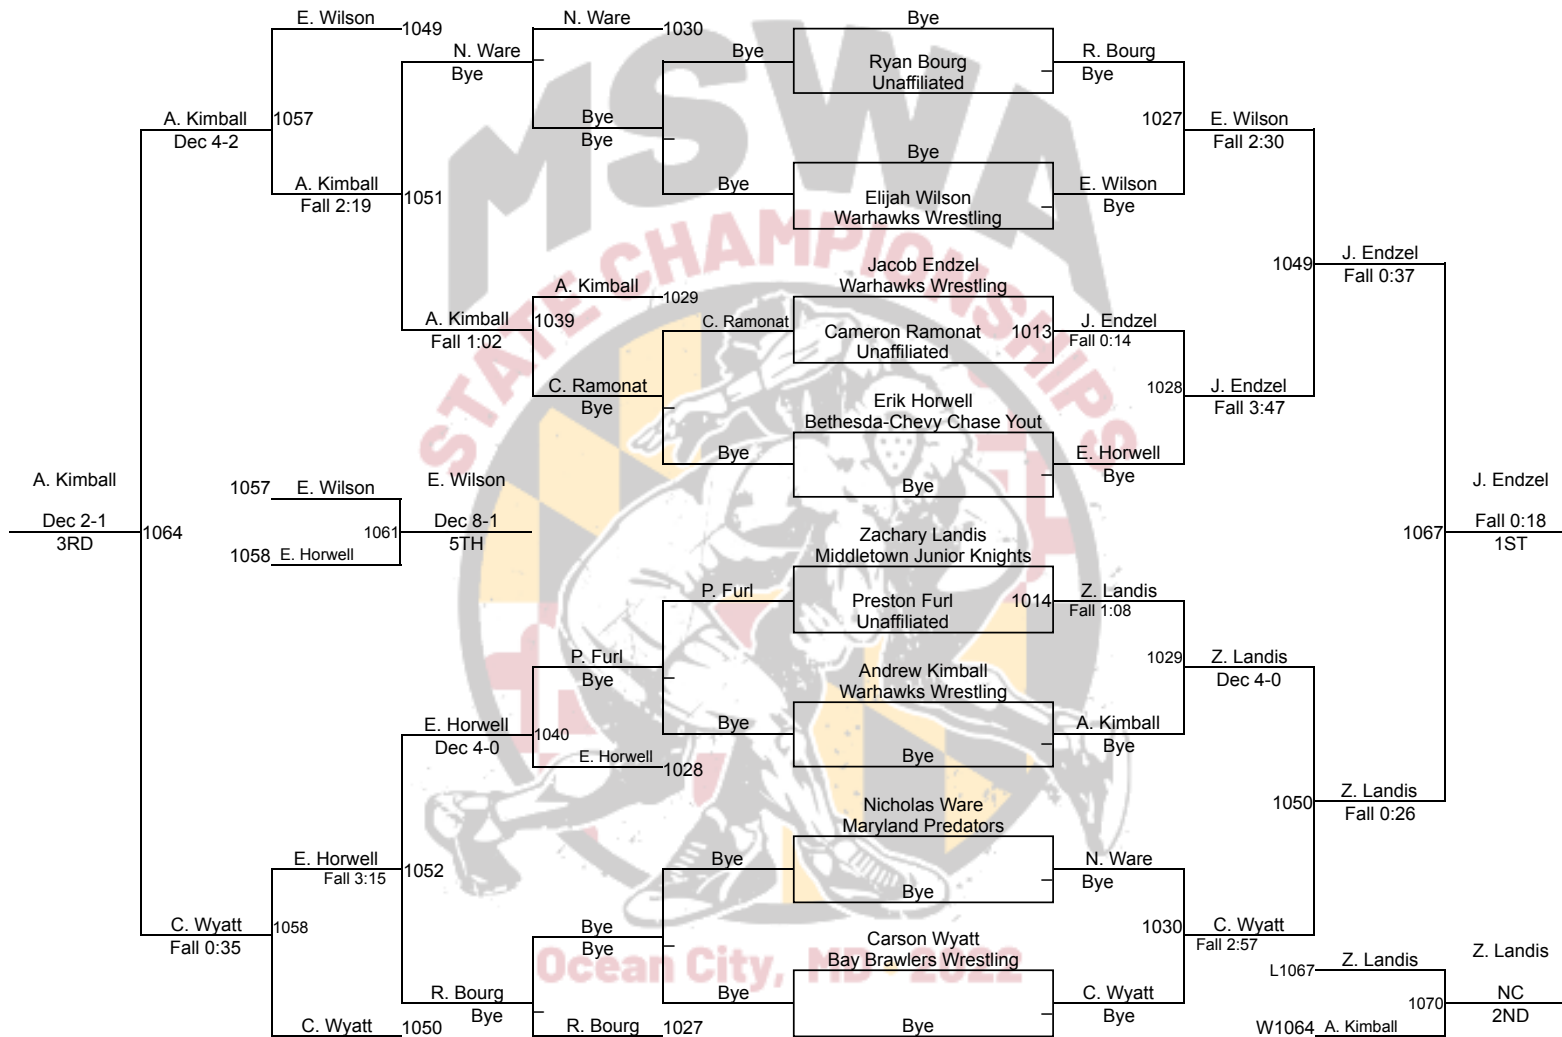 MSWA
STATE CHAMPIONSHIPS
Ocean City, MD • 2022
E. Wilson
1049
N. Ware
Bye
N. Ware
1030
Bye
Bye
A. Kimball
Dec 4-2
1057
A. Kimball
Fall 2:19
1051
Bye
Bye
A. Kimball
Fall 1:02
A. Kimball
1029
1039
C. Ramonat
Bye
C. Ramonat
Bye
A. Kimball
Dec 2-1
3RD
1064
1057
E. Wilson
1058
E. Horwell
1061
E. Wilson
Dec 8-1
5TH
P. Furl
P. Furl
Bye
Bye
E. Horwell
Dec 4-0
1040
E. Horwell
1028
E. Horwell
Fall 3:15
1052
C. Wyatt
Fall 0:35
1058
C. Wyatt
1050
Bye
Bye
Bye
Bye
R. Bourg
Bye
R. Bourg
1027
Bye
Ryan Bourg
Unaffiliated
R. Bourg
Bye
Bye
Elijah Wilson
Warhawks Wrestling
E. Wilson
Bye
1027
E. Wilson
Fall 2:30
Jacob Endzel
Warhawks Wrestling
Cameron Ramonat
Unaffiliated
1013
J. Endzel
Fall 0:14
Erik Horwell
Bethesda-Chevy Chase Yout
Bye
E. Horwell
Bye
1028
J. Endzel
Fall 3:47
1049
J. Endzel
Fall 0:37
Zachary Landis
Middletown Junior Knights
Preston Furl
Unaffiliated
1014
Z. Landis
Fall 1:08
Andrew Kimball
Warhawks Wrestling
Bye
A. Kimball
Bye
1029
Z. Landis
Dec 4-0
Nicholas Ware
Maryland Predators
Bye
N. Ware
Bye
Carson Wyatt
Bay Brawlers Wrestling
Bye
C. Wyatt
Bye
1030
C. Wyatt
Fall 2:57
1050
Z. Landis
Fall 0:26
1067
J. Endzel
Fall 0:18
1ST
L1067
Z. Landis
W1064
A. Kimball
1070
Z. Landis
NC
2ND